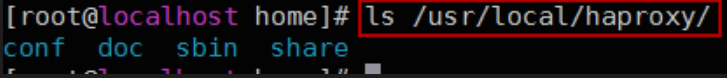 [root@localhost home]# ls /usr/local/haproxy/
conf doc sbin share